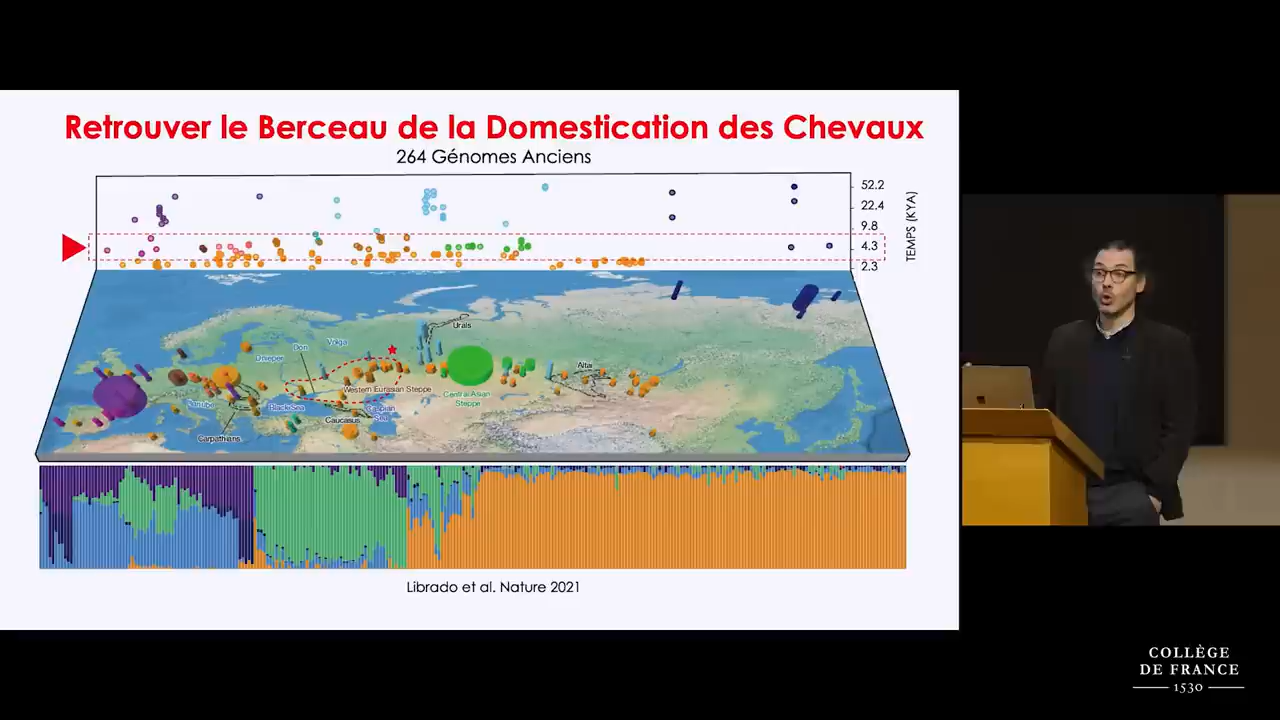 Retrouver le Berceau de la Domestication des Chevaux
264 Génomes Anciens
52.2
22.4
9.8
4.3
2.3
TEMPS (KYA)
Urals
Volga
Don
Dnieper
Altai
Western Eurasian Steppe
Central Asian
Steppe
Danube
Black Sea
Caspian
Sea
Caucasus
Carpathians
Librado et al. Nature 2021
COLLÈGE
DE FRANCE
1530